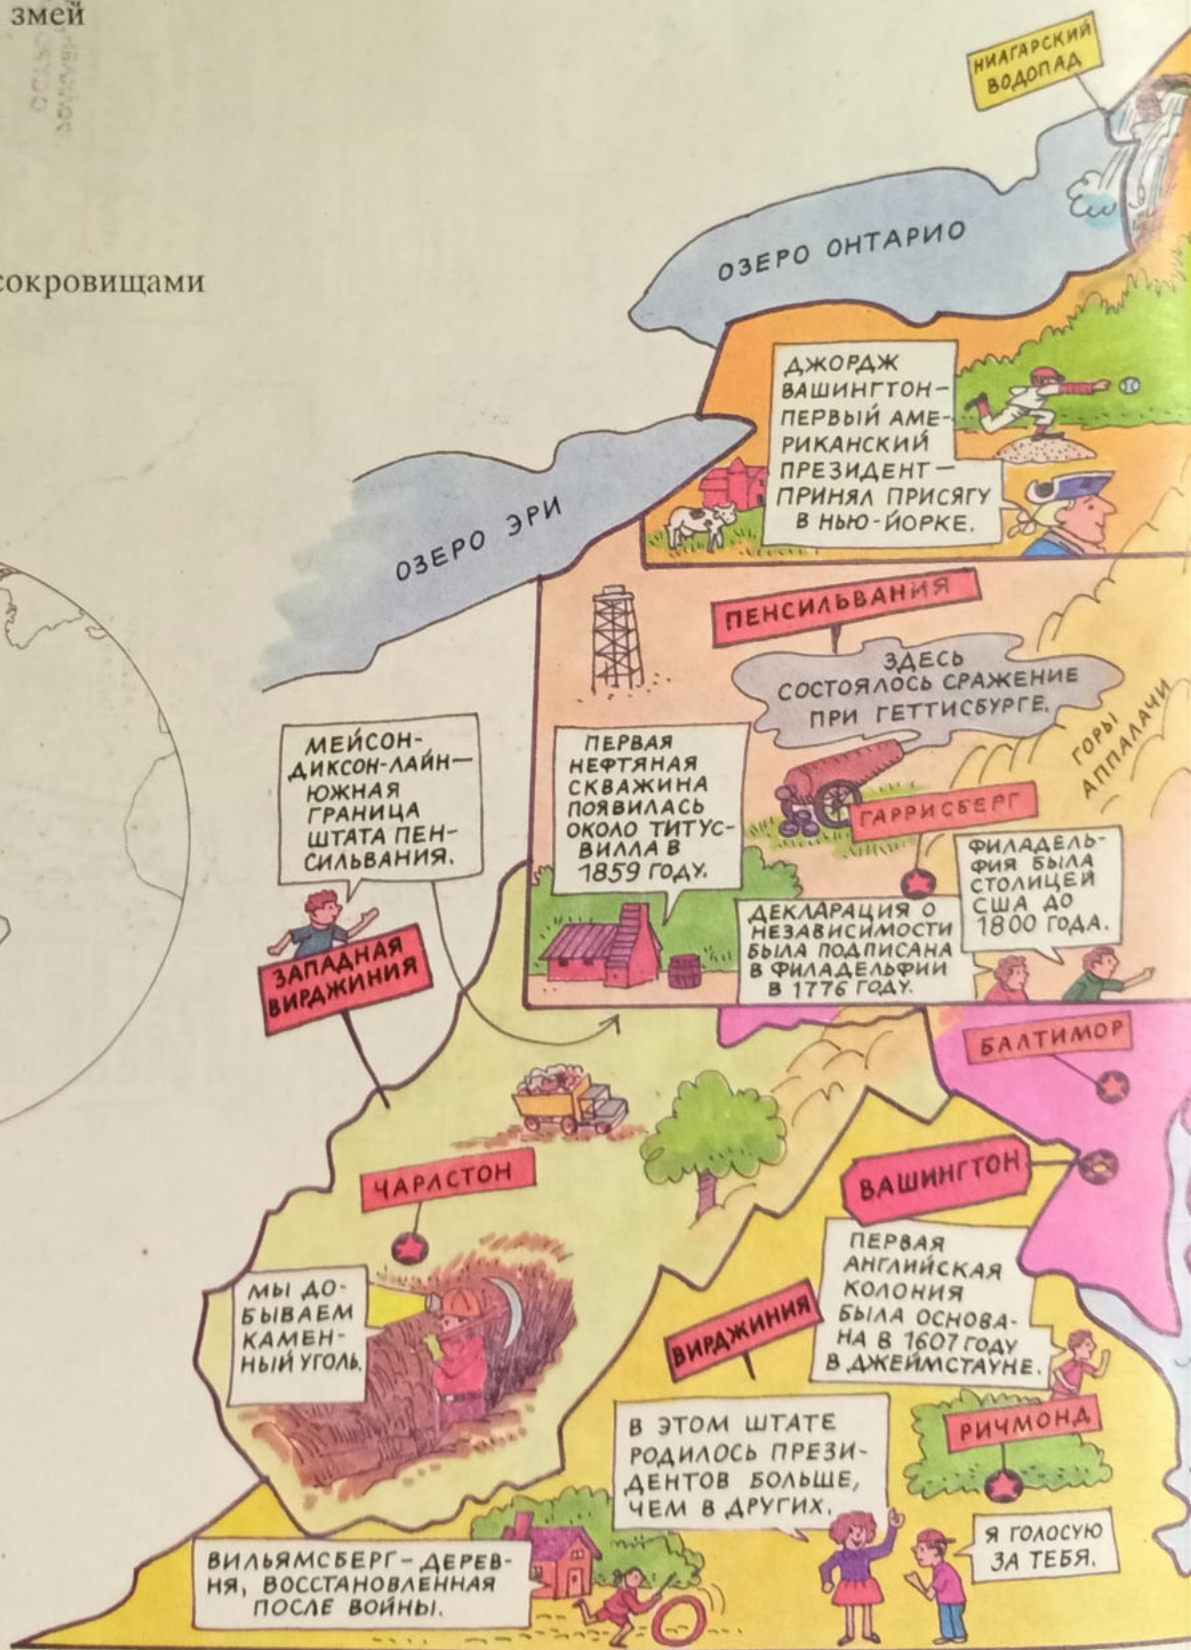 змей
сокровищами
НИАГАРСКИЙ
ВОДОПАД
ОЗЕРО ОНТАРИО
ДЖОРДЖ
ВАШИНГТОН—
ПЕРВЫЙ АМЕ-
РИКАНСКИЙ
ПРЕЗИДЕНТ—
ПРИНЯЛ ПРИСЯГУ
В НЬЮ-ЙОРКЕ.
ОЗЕРО ЭРИ
ПЕНСИЛЬВАНИЯ
ЗДЕСЬ
СОСТОЯЛОСЬ СРАЖЕНИЕ
ПРИ ГЕТТИСБУРГЕ.
ГОРЫ
АППАЛАЧИ
МЕЙСОН-
ДИКСОН-ЛАЙН—
ЮЖНАЯ
ГРАНИЦА
ШТАТА ПЕН-
СИЛЬВАНИЯ.
ПЕРВАЯ
НЕФТЯНАЯ
СКВАЖИНА
ПОЯВИЛАСЬ
ОКОЛО ТИТУС-
ВИЛЛА В
1859 ГОДУ.
ГАРРИСБЕРГ
ФИЛАДЕЛЬ-
ФИЯ БЫЛА
СТОЛИЦЕЙ
США ДО
1800 ГОДА.
ДЕКЛАРАЦИЯ О
НЕЗАВИСИМОСТИ
БЫЛА ПОДПИСАНА
В ФИЛАДЕЛЬФИИ
В 1776 ГОДУ.
ЗАПАДНАЯ
ВИРДЖИНИЯ
БАЛТИМОР
ЧАРЛСТОН
ВАШИНГТОН
МЫ ДО-
БЫВАЕМ
КАМЕН-
НЫЙ УГОЛЬ.
ПЕРВАЯ
АНГЛИЙСКАЯ
КОЛОНИЯ
БЫЛА ОСНОВА-
НА В 1607 ГОДУ
В ДЖЕЙМСТАУНЕ.
ВИРДЖИНИЯ
В ЭТОМ ШТАТЕ
РОДИЛОСЬ ПРЕЗИ-
ДЕНТОВ БОЛЬШЕ,
ЧЕМ В ДРУГИХ.
РИЧМОНД
Я ГОЛОСУЮ
ЗА ТЕБЯ.
ВИЛЬЯМСБЕРГ – ДЕРЕВ-
НЯ, ВОССТАНОВЛЕННАЯ
ПОСЛЕ ВОЙНЫ.